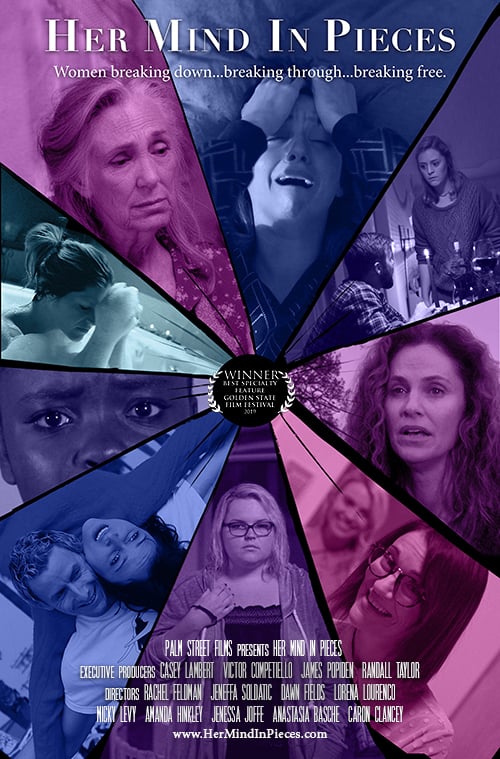 HER MIND IN PIECES
Women breaking down...breaking through...breaking free.
WINNER
BEST SPECIALTY
FEATURE
GOLDEN STATE
FILM FESTIVAL
2019
PALM STREET FILMS PRESENTS HER MIND IN PIECES
EXECUTIVE PRODUCERS CASEY LAMBERT VICTOR COMPETIELLO JAMES POPIDEN RANDALL TAYLOR
DIRECTORS RACHEL FELDMAN JENEFFA SOLDATIC DAWN FIELDS LORENA LOURENCO
NICKY LEVY AMANDA HINKLEY JENESSA JOFFE ANASTASIA BASCHE CARON CLANCEY
www.HerMindInPieces.com